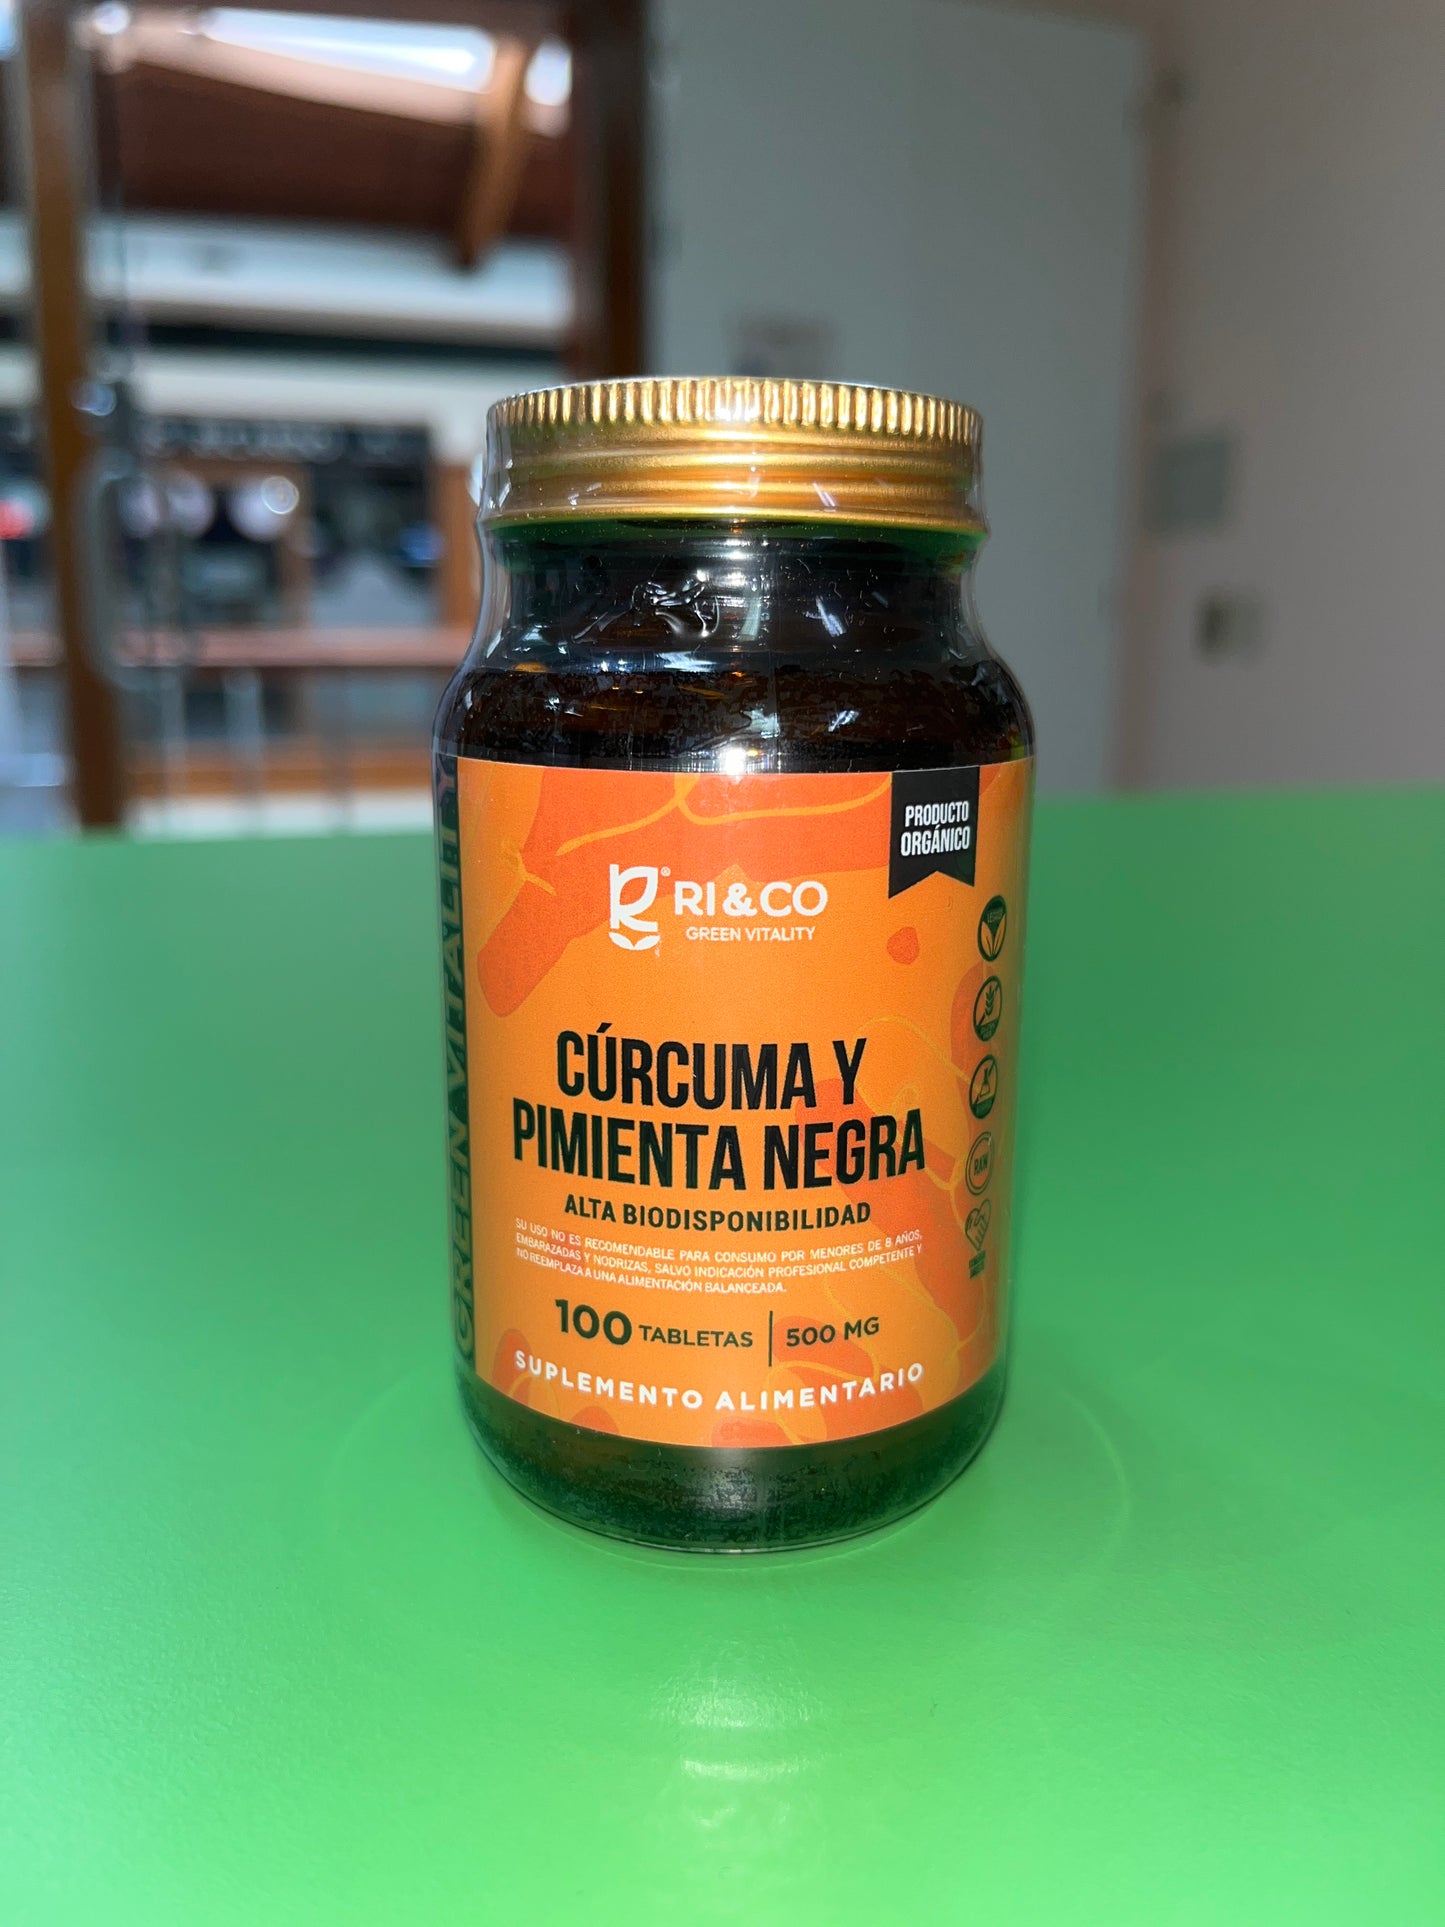 PRODUCTO
ORGÁNICO
R®
RI&CO
GREEN VITALITY
GREEN VITALITY
VEGAN
CÚRCUMA Y
PIMIENTA NEGRA
ALTA BIODISPONIBILIDAD
RAW
SU USO NO ES RECOMENDABLE PARA CONSUMO POR MENORES DE 8 AÑOS,
EMBARAZADAS Y NODRIZAS, SALVO INDICACIÓN PROFESIONAL COMPETENTE Y
NO REEMPLAZA A UNA ALIMENTACIÓN BALANCEADA.
100 TABLETAS | 500 MG
SUPLEMENTO ALIMENTARIO